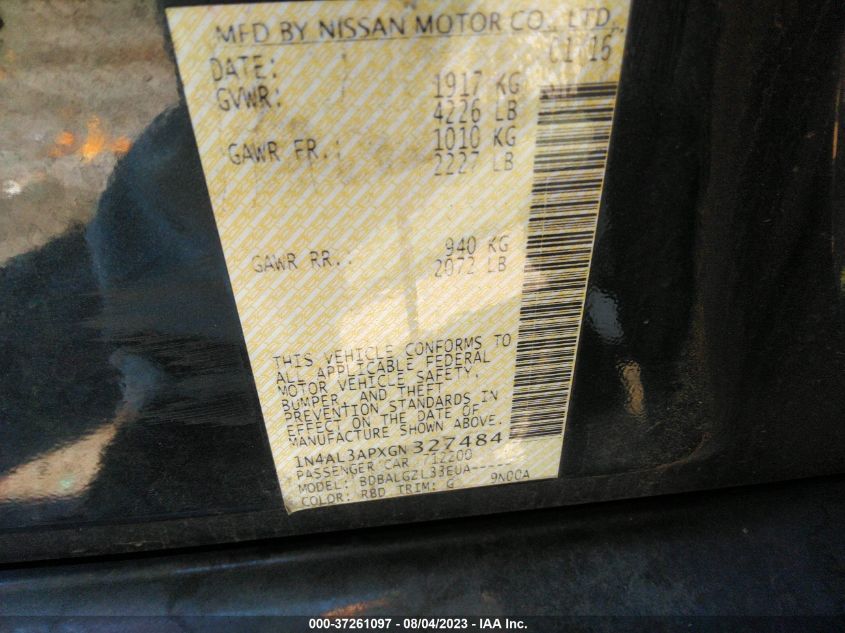 MFD BY NISSAN MOTOR CO., LTD.
DATE: 01/16
GVWR: 1917 KG
4226 LB
GAWR FR.: 1010 KG
2227 LB
GAWR RR.: 940 KG
2072 LB
THIS VEHICLE CONFORMS TO
ALL APPLICABLE FEDERAL
MOTOR VEHICLE SAFETY,
BUMPER, AND THEFT
PREVENTION STANDARDS IN
EFFECT ON THE DATE OF
MANUFACTURE SHOWN ABOVE.
1N4AL3APXGN327484
PASSENGER CAR /12200
MODEL: BDBALGZL33EUA----- 9N00A
COLOR: RBD TRIM: G
000-37261097 - 08/04/2023 - IAA Inc.